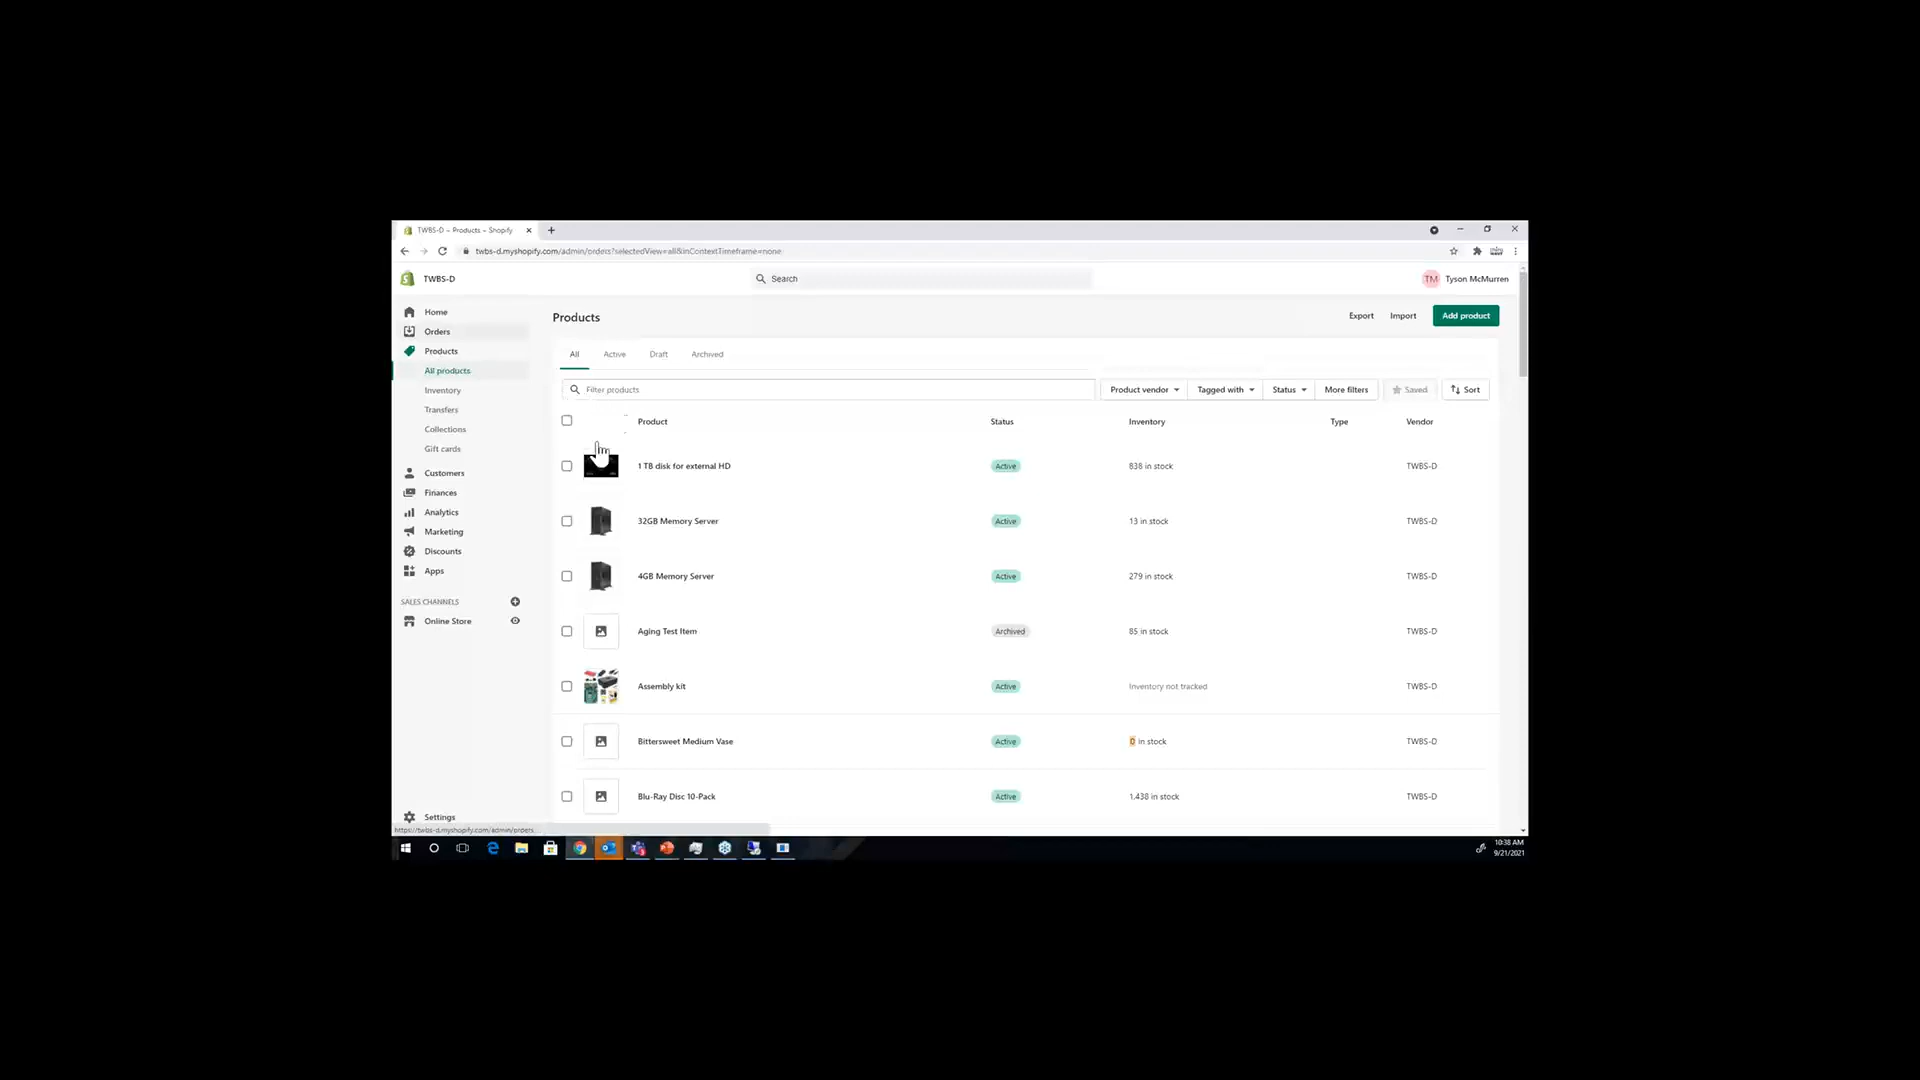 TWBS-D ~ Products ~ Shopify
twbs-d.myshopify.com/admin/orders?selectedView=all&inContextTimeframe=none
TWBS-D
Search
TM Tyson McMurren
Home
Orders
Products
All products
Inventory
Transfers
Collections
Gift cards
Customers
Finances
Analytics
Marketing
Discounts
Apps
SALES CHANNELS
Online Store
Settings
https://twbs-d.myshopify.com/admin/orders
Products
Export Import Add product
All Active Draft Archived
Filter products Product vendor Tagged with Status More filters Saved Sort
Product Status Inventory Type Vendor
1 TB disk for external HD Active 838 in stock TWBS-D
32GB Memory Server Active 13 in stock TWBS-D
4GB Memory Server Active 279 in stock TWBS-D
Aging Test Item Archived 85 in stock TWBS-D
Assembly kit Active Inventory not tracked TWBS-D
Bittersweet Medium Vase Active 0 in stock TWBS-D
Blu-Ray Disc 10-Pack Active 1,438 in stock TWBS-D
10:38 AM
9/21/2021